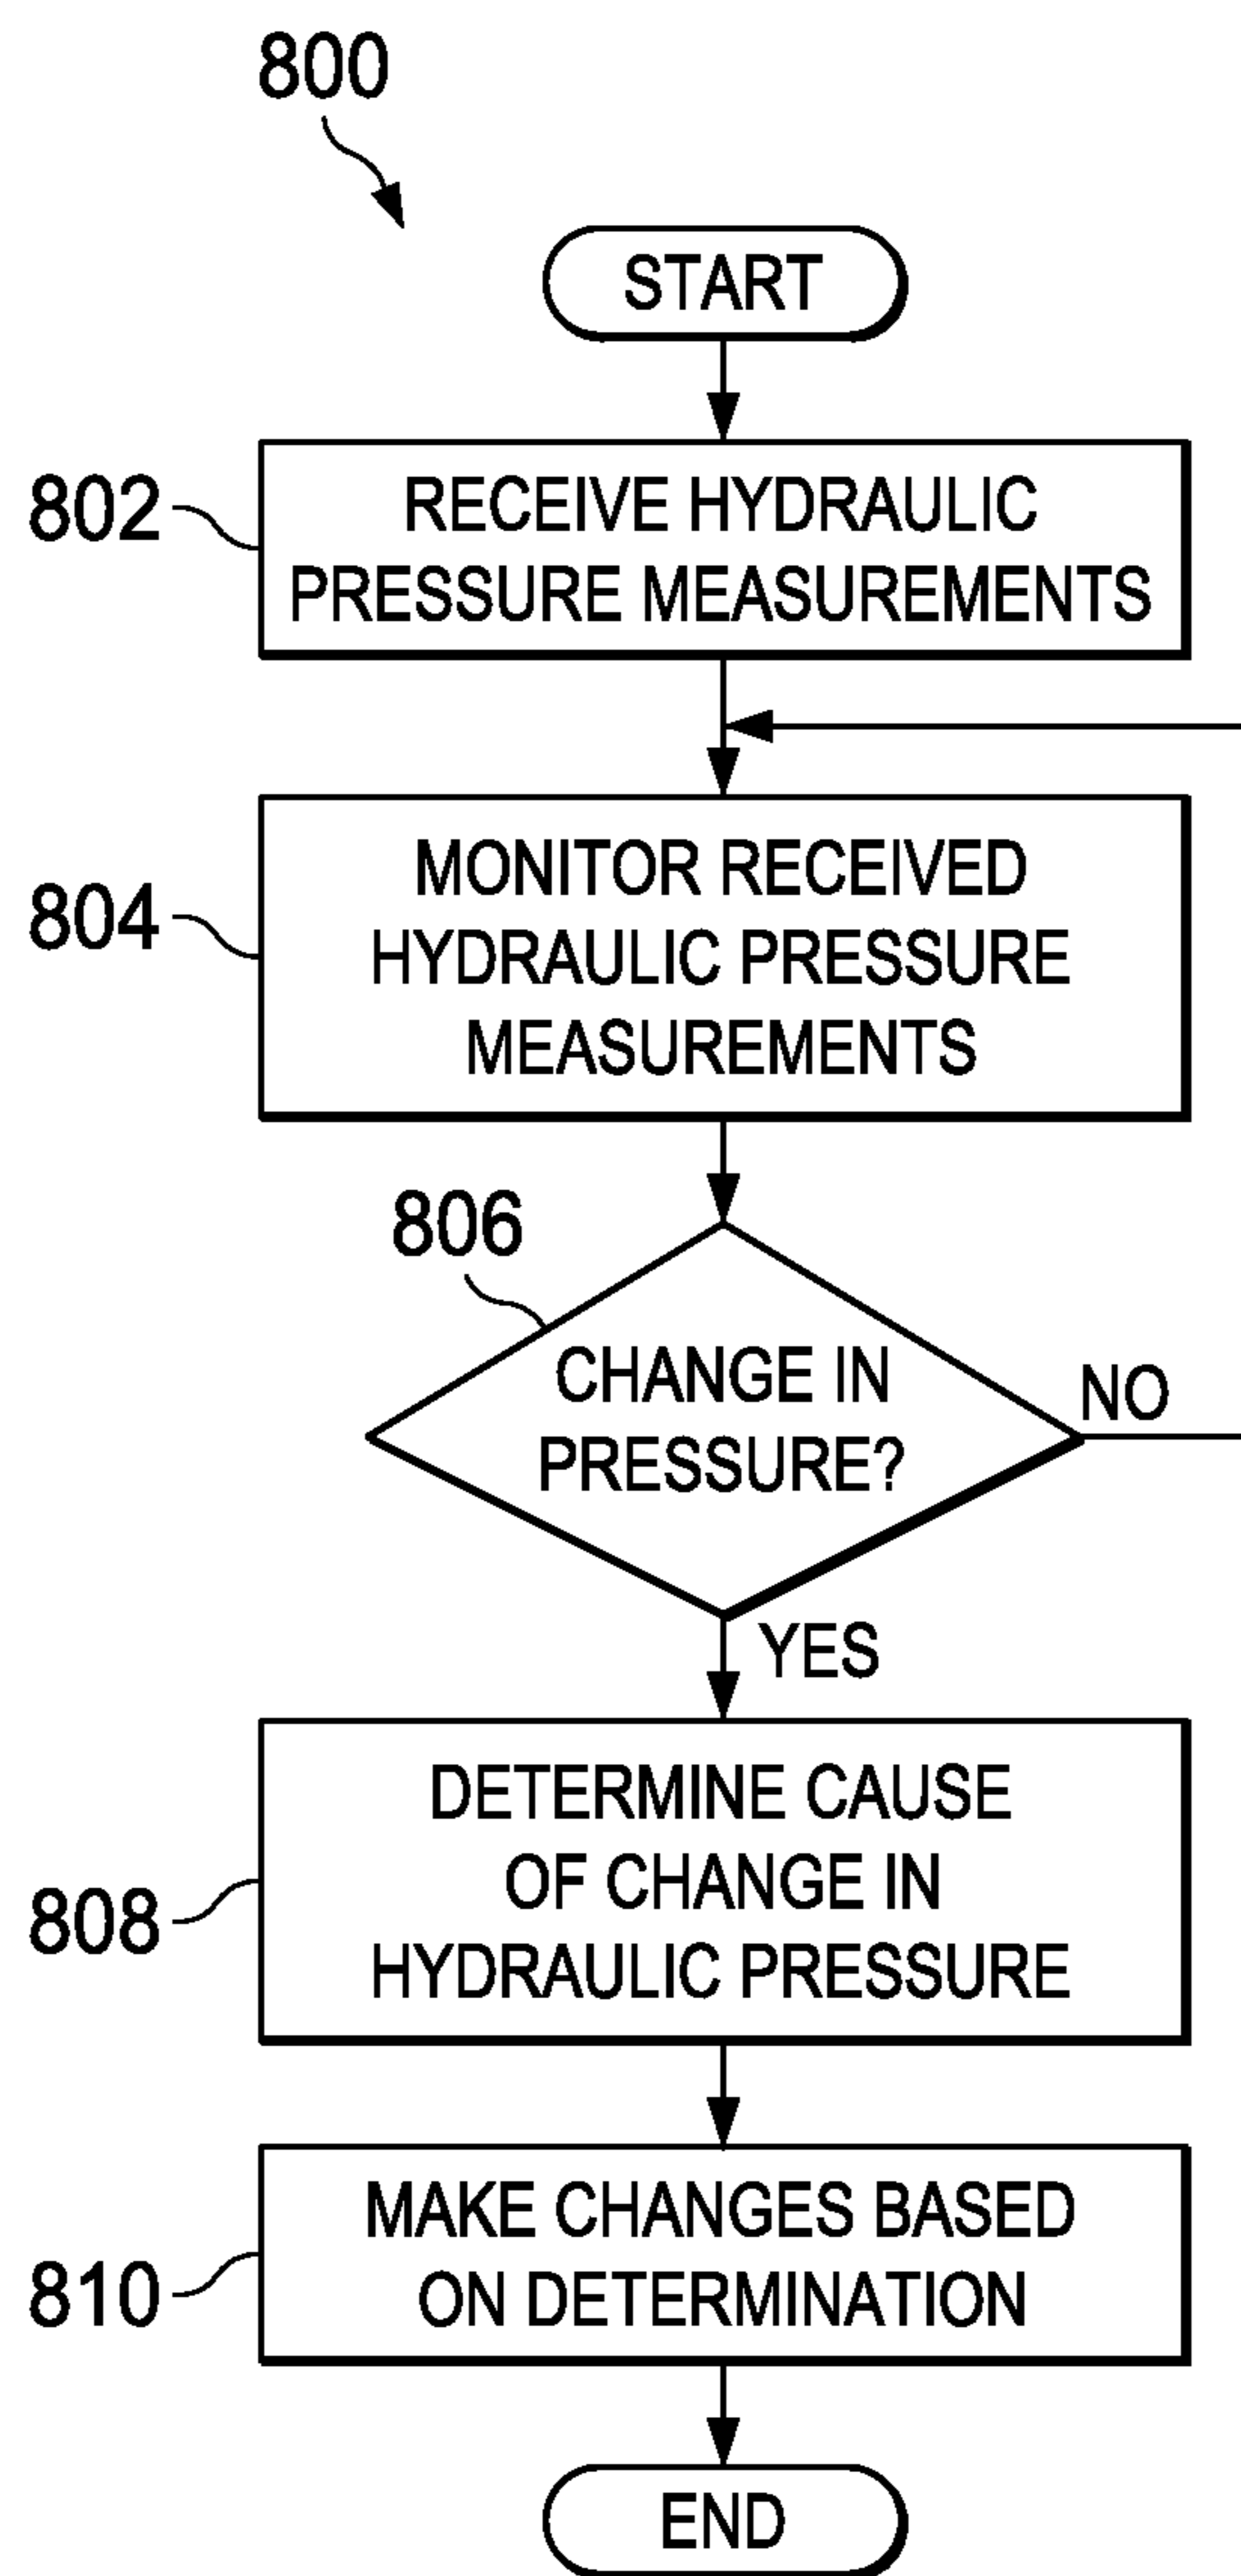 800
START
802
RECEIVE HYDRAULIC
PRESSURE MEASUREMENTS
804
MONITOR RECEIVED
HYDRAULIC PRESSURE
MEASUREMENTS
806
CHANGE IN
PRESSURE?
NO
YES
808
DETERMINE CAUSE
OF CHANGE IN
HYDRAULIC PRESSURE
810
MAKE CHANGES BASED
ON DETERMINATION
END